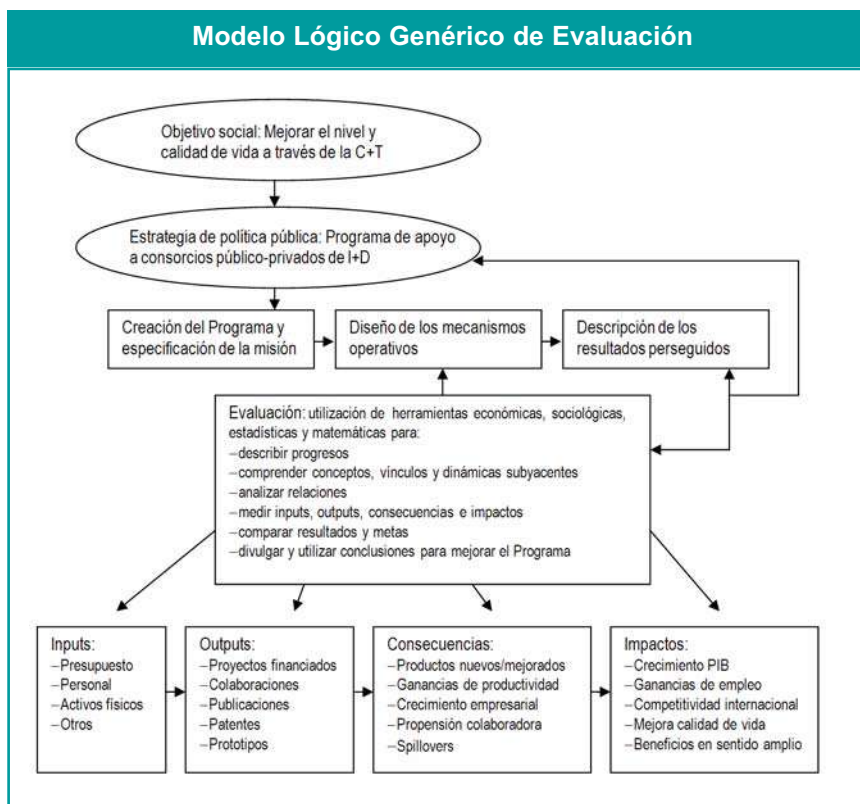 Modelo Lógico Genérico de Evaluación
Objetivo social: Mejorar el nivel y
calidad de vida a través de la C+T
Estrategia de política pública: Programa de apoyo
a consorcios público-privados de I+D
Creación del Programa y
especificación de la misión
Diseño de los mecanismos
operativos
Descripción de los
resultados perseguidos
Evaluación: utilización de herramientas económicas, sociológicas,
estadísticas y matemáticas para:
–describir progresos
–comprender conceptos, vínculos y dinámicas subyacentes
–analizar relaciones
–medir inputs, outputs, consecuencias e impactos
–comparar resultados y metas
–divulgar y utilizar conclusiones para mejorar el Programa
Inputs:
–Presupuesto
–Personal
–Activos físicos
–Otros
Outputs:
–Proyectos financiados
–Colaboraciones
–Publicaciones
–Patentes
–Prototipos
Consecuencias:
–Productos nuevos/mejorados
–Ganancias de productividad
–Crecimiento empresarial
–Propensión colaboradora
–Spillovers
Impactos:
–Crecimiento PIB
–Ganancias de empleo
–Competitividad internacional
–Mejora calidad de vida
–Beneficios en sentido amplio